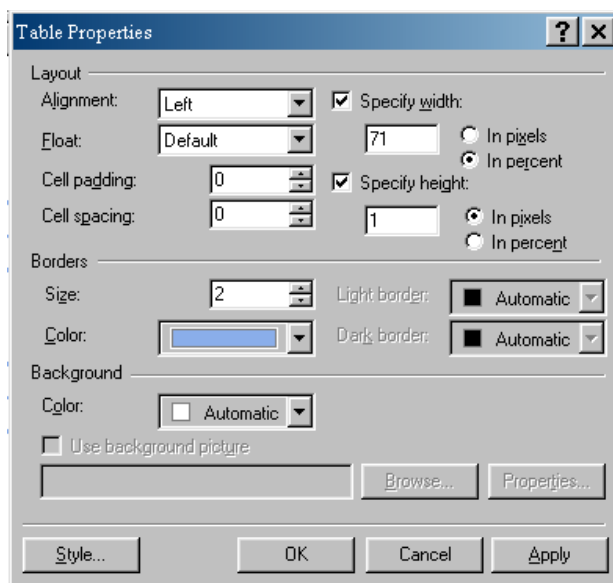 Table Properties
Layout
Alignment: Left
Specify width:
Float: Default
71 In pixels
In percent
Cell padding: 0
Specify height:
Cell spacing: 0
1 In pixels
In percent
Borders
Size: 2 Light border: Automatic
Color: Dark border: Automatic
Background
Color: Automatic
Use background picture
Browse... Properties...
Style... OK Cancel Apply